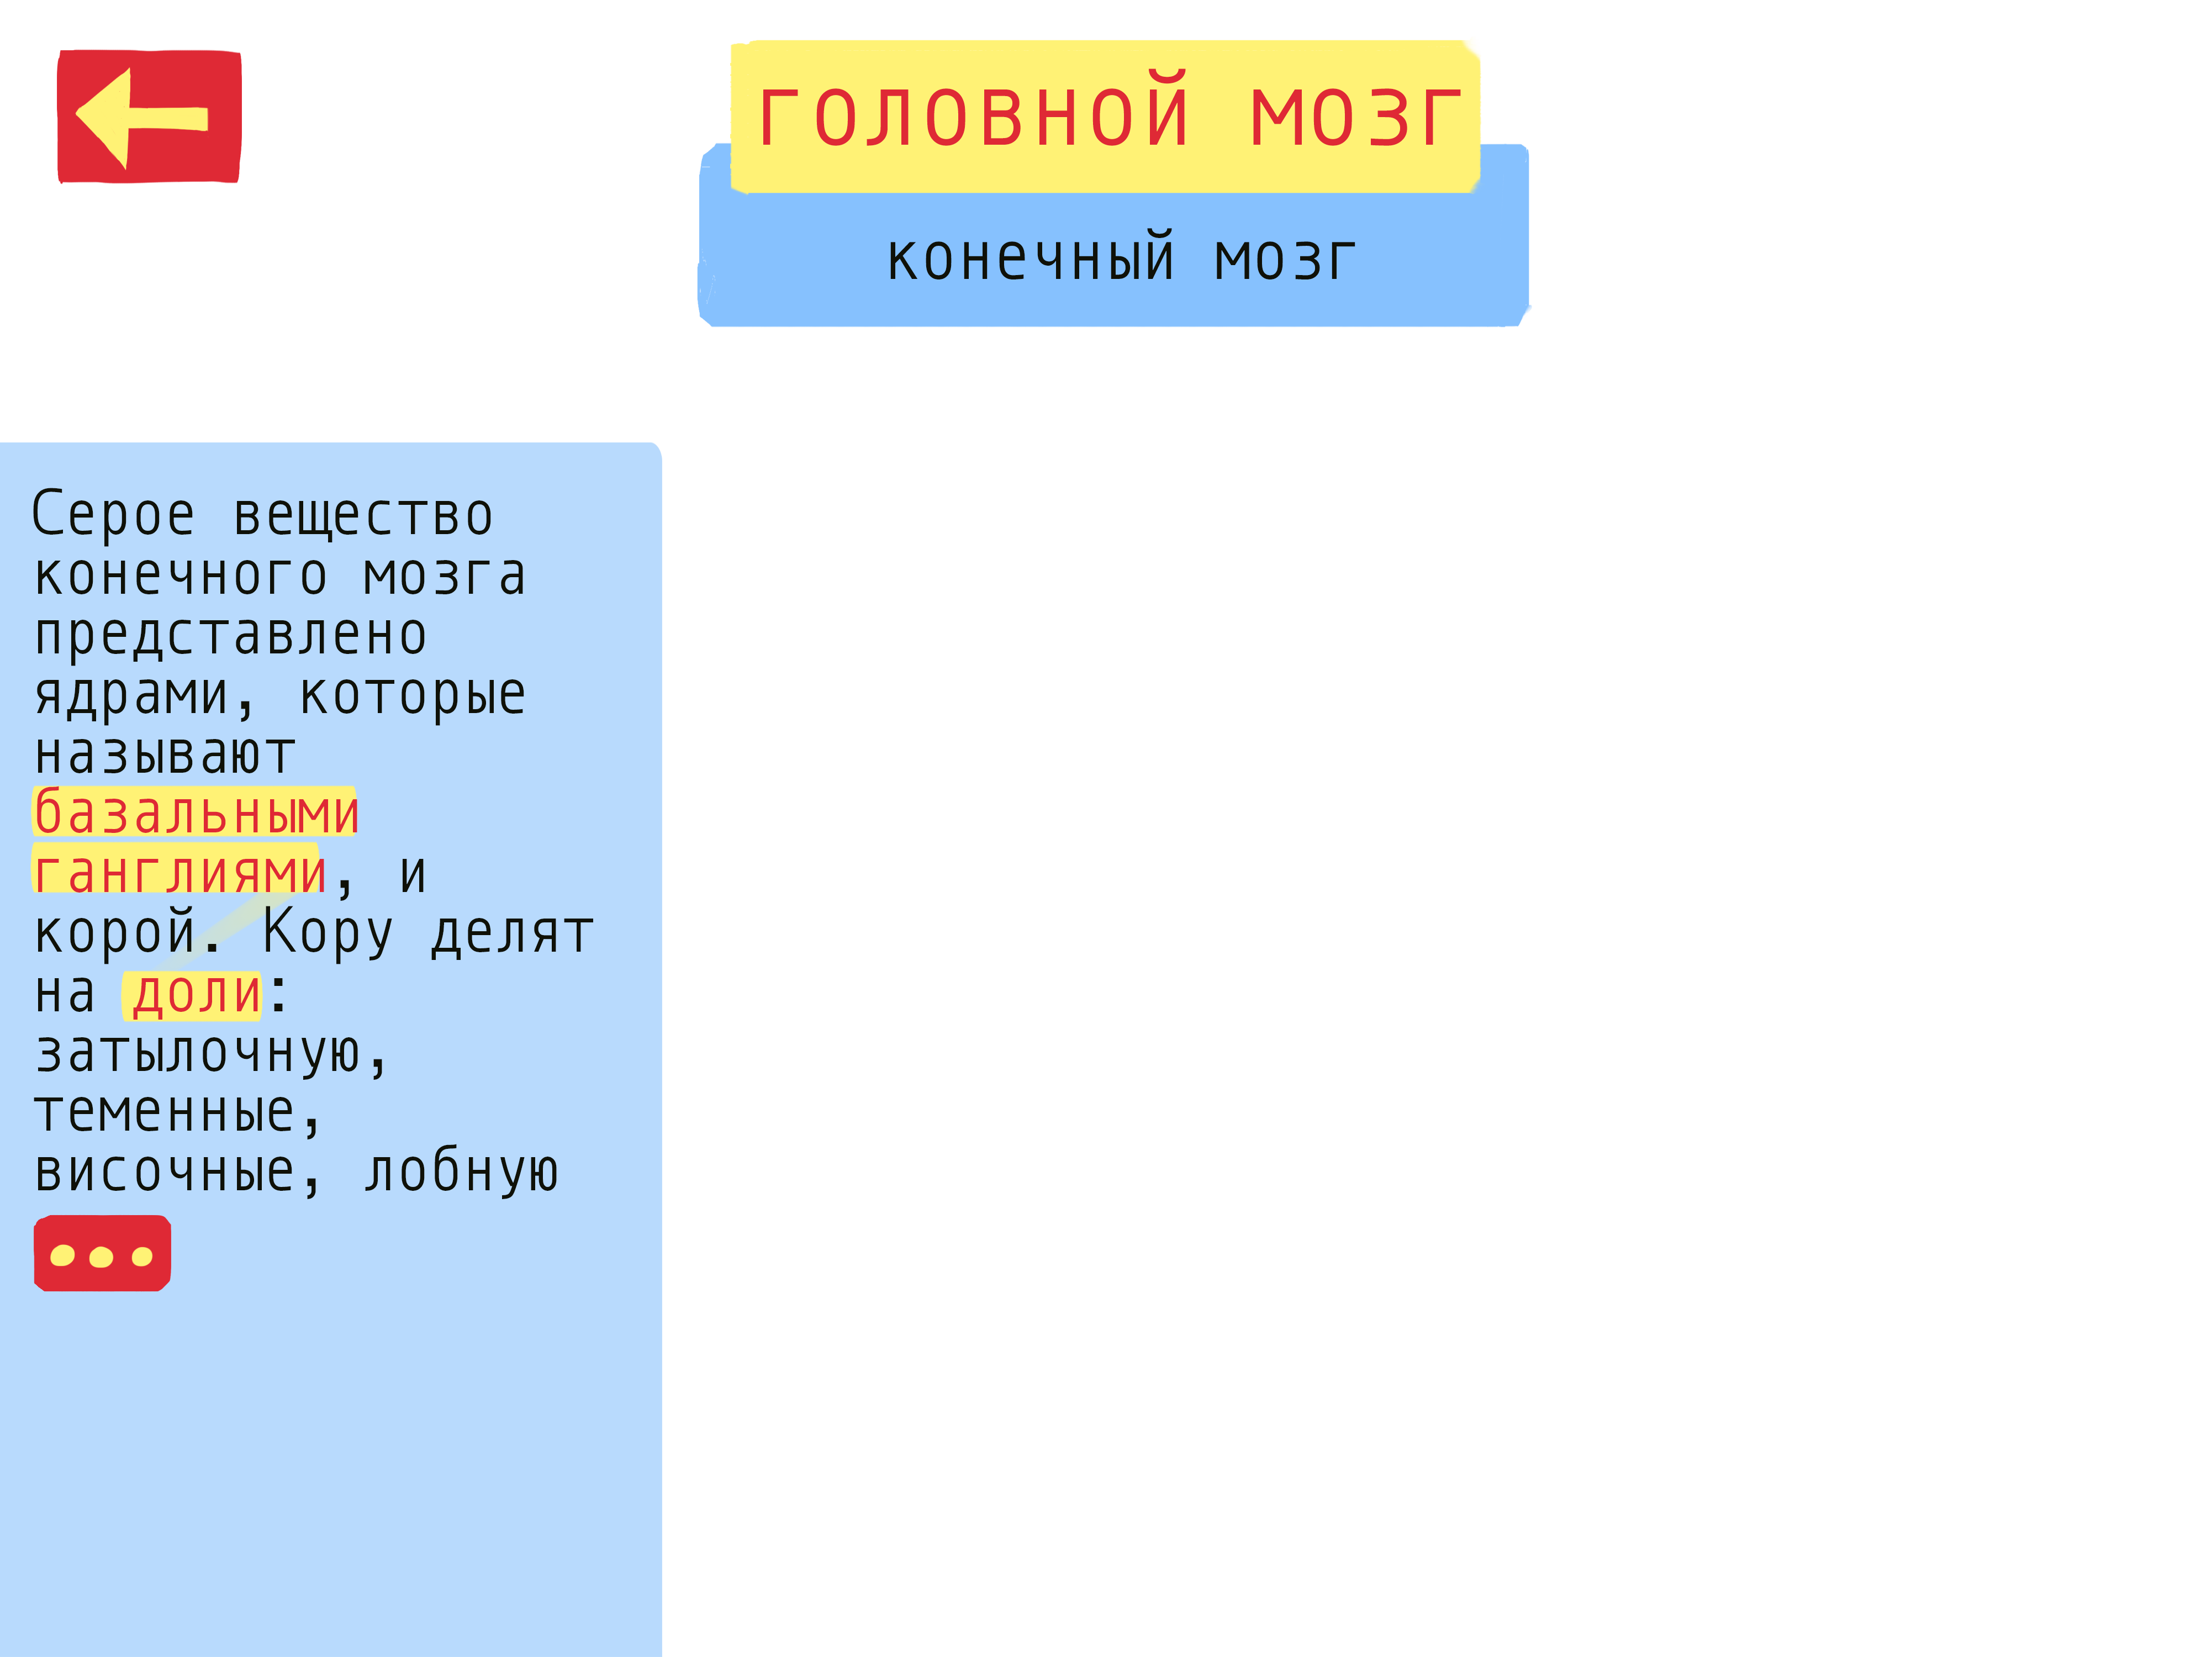 головной мозг
конечный мозг
Серое вещество
конечного мозга
представлено
ядрами, которые
называют
базальными
ганглиями, и
корой. Кору делят
на доли:
затылочную,
теменные,
височные, лобную